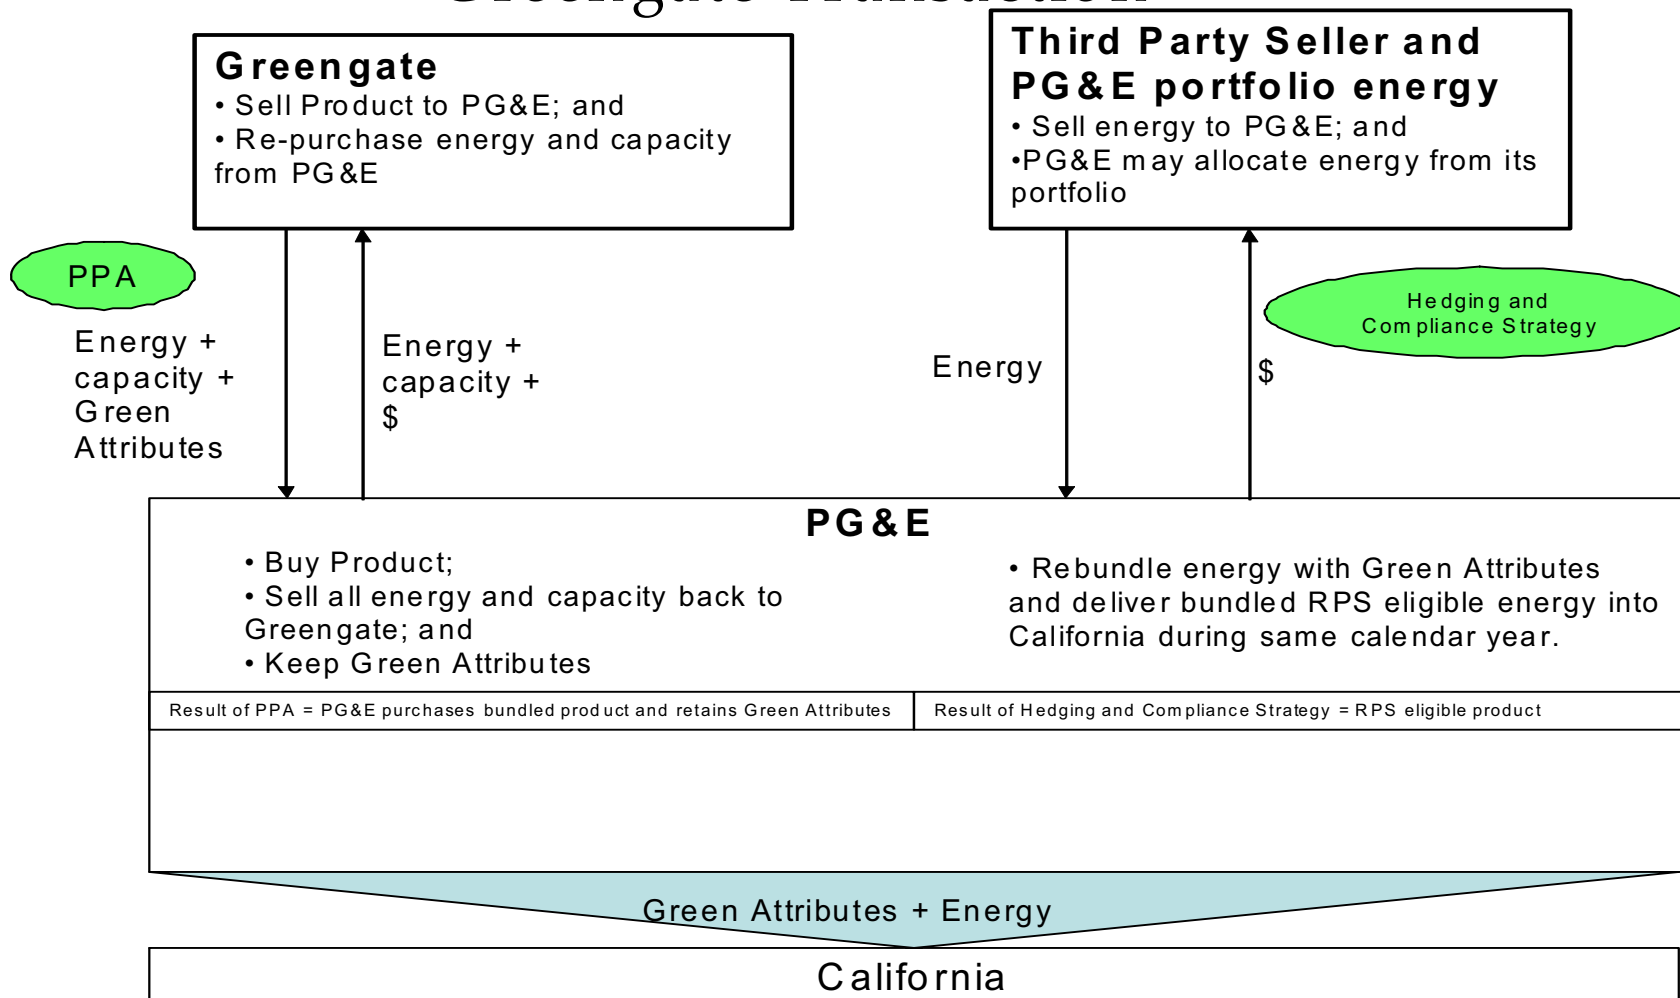 Greengate Transaction
Greengate
• Sell Product to PG&E; and
• Re-purchase energy and capacity
from PG&E
Third Party Seller and
PG&E portfolio energy
• Sell energy to PG&E; and
•PG&E may allocate energy from its
portfolio
PPA
Energy +
capacity +
Green
Attributes
Energy +
capacity +
$
Energy
$
Hedging and
Compliance Strategy
PG&E
• Buy Product;
• Sell all energy and capacity back to
Greengate; and
• Keep Green Attributes
• Rebundle energy with Green Attributes
and deliver bundled RPS eligible energy into
California during same calendar year.
Result of PPA = PG&E purchases bundled product and retains Green Attributes
Result of Hedging and Compliance Strategy = RPS eligible product
Green Attributes + Energy
California